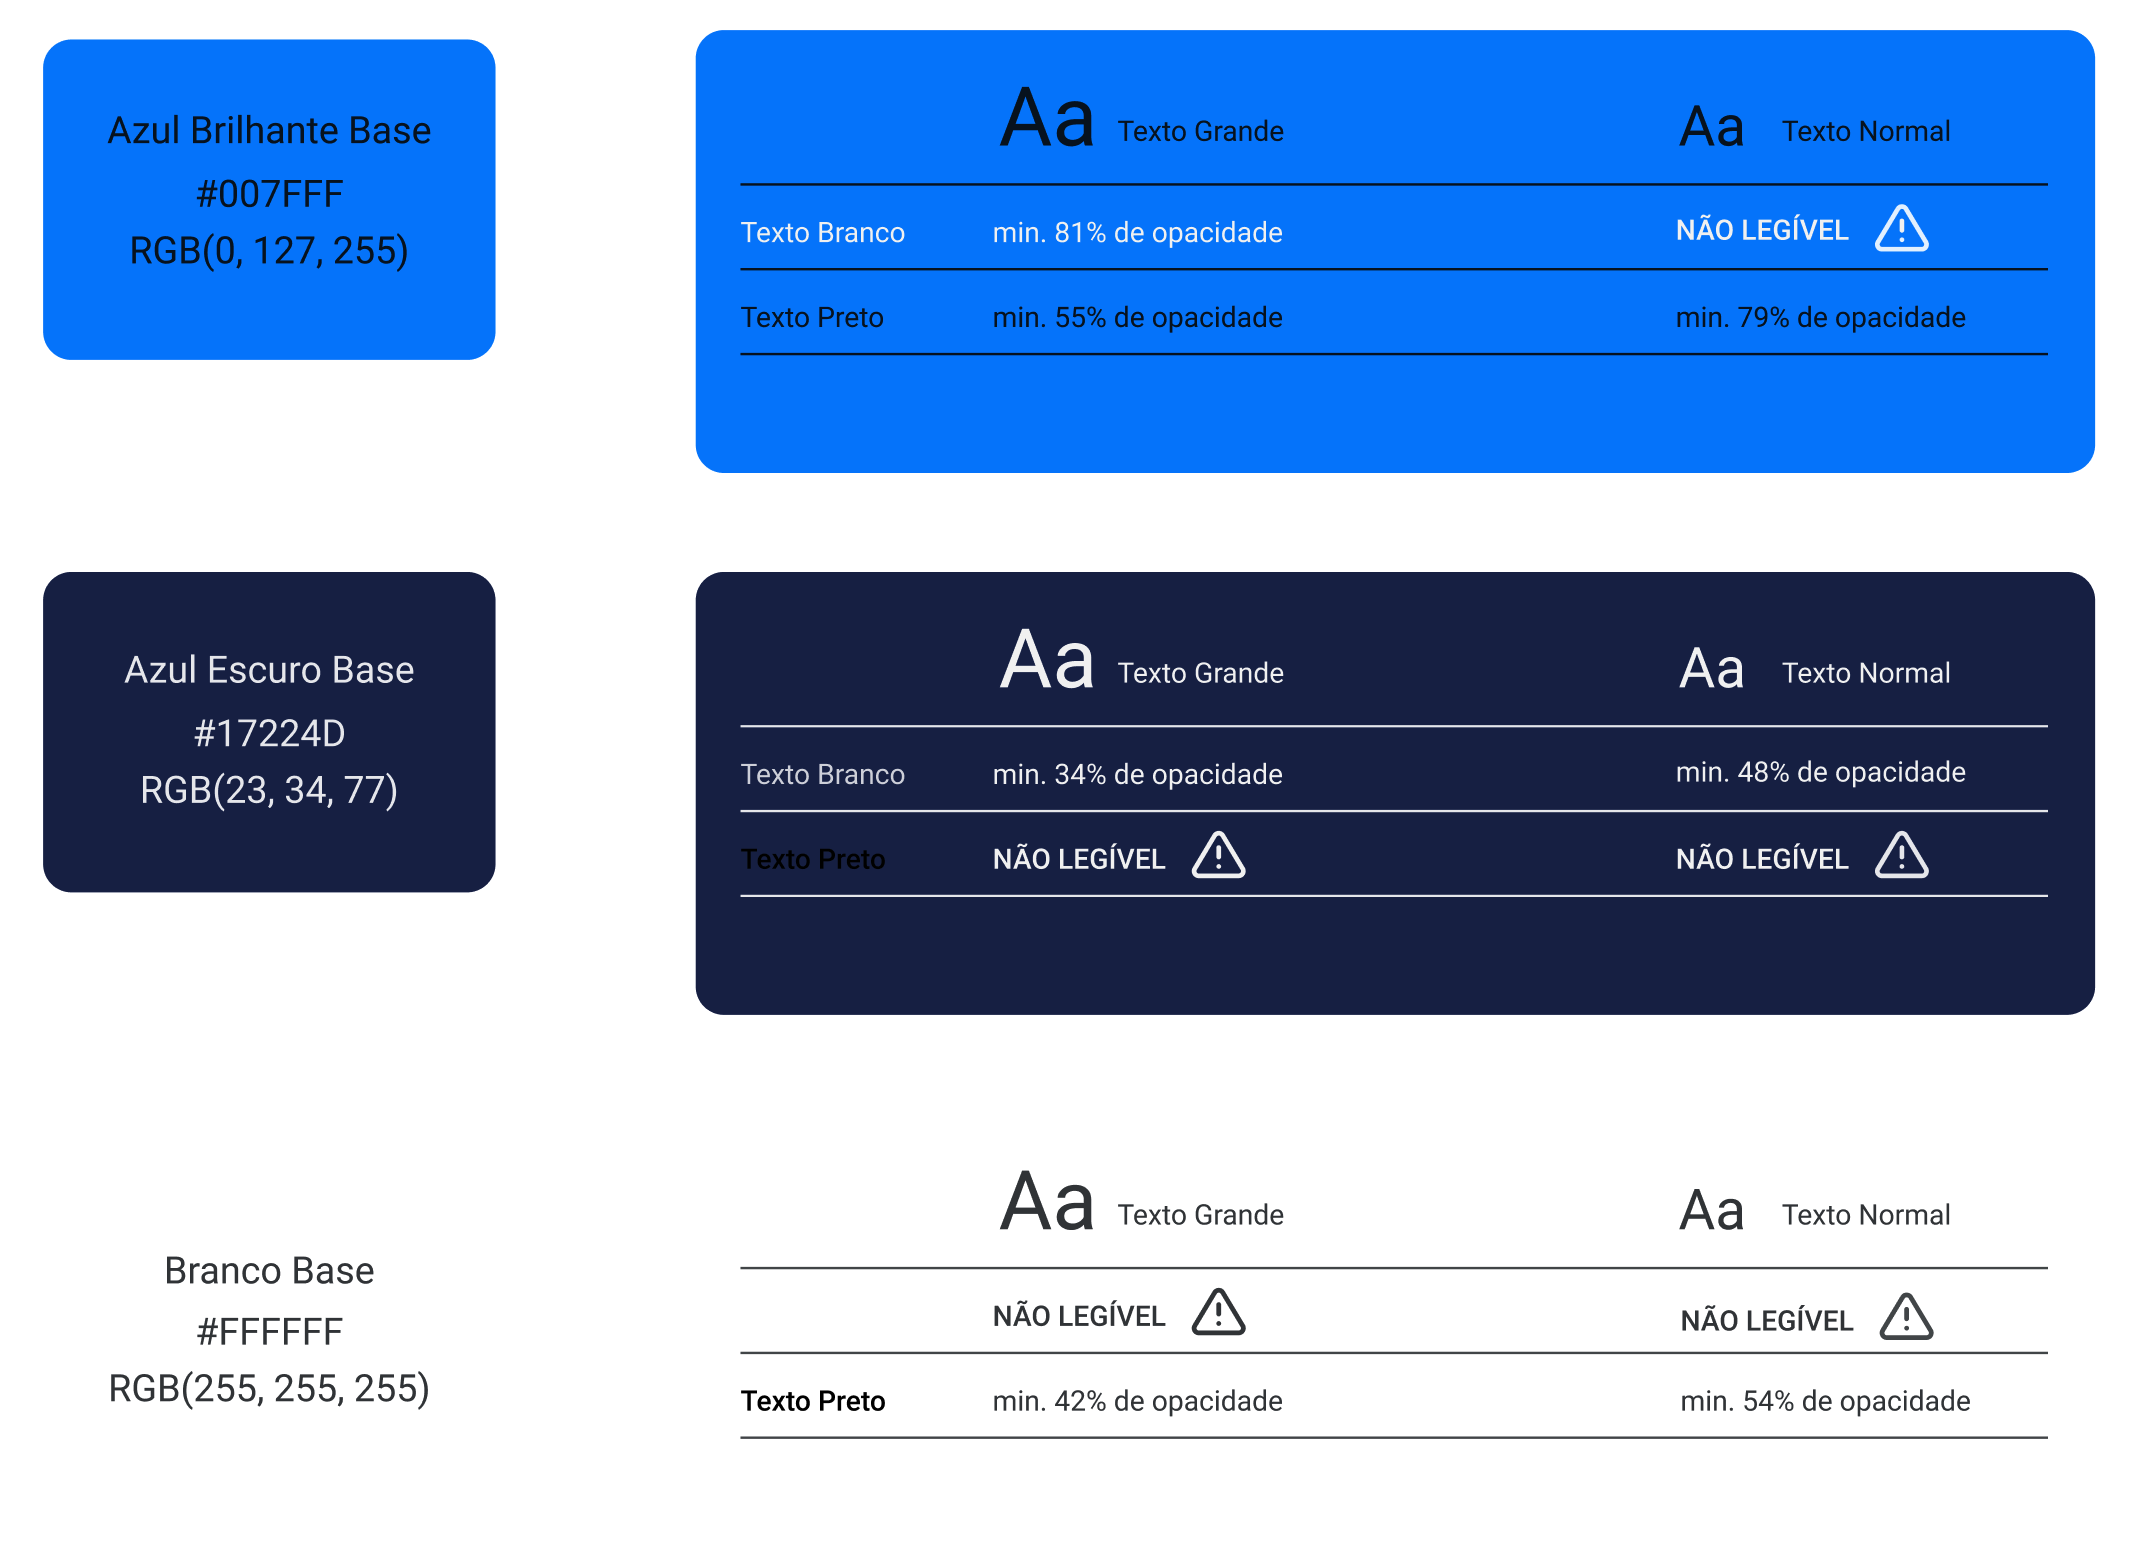 Azul Brilhante Base
#007FFF
RGB(0, 127, 255)
Aa Texto Grande Aa Texto Normal
Texto Branco min. 81% de opacidade NÃO LEGÍVEL
Texto Preto min. 55% de opacidade min. 79% de opacidade
Azul Escuro Base
#17224D
RGB(23, 34, 77)
Aa Texto Grande Aa Texto Normal
Texto Branco min. 34% de opacidade min. 48% de opacidade
Texto Preto NÃO LEGÍVEL NÃO LEGÍVEL
Branco Base
#FFFFFF
RGB(255, 255, 255)
Aa Texto Grande Aa Texto Normal
NÃO LEGÍVEL NÃO LEGÍVEL
Texto Preto min. 42% de opacidade min. 54% de opacidade